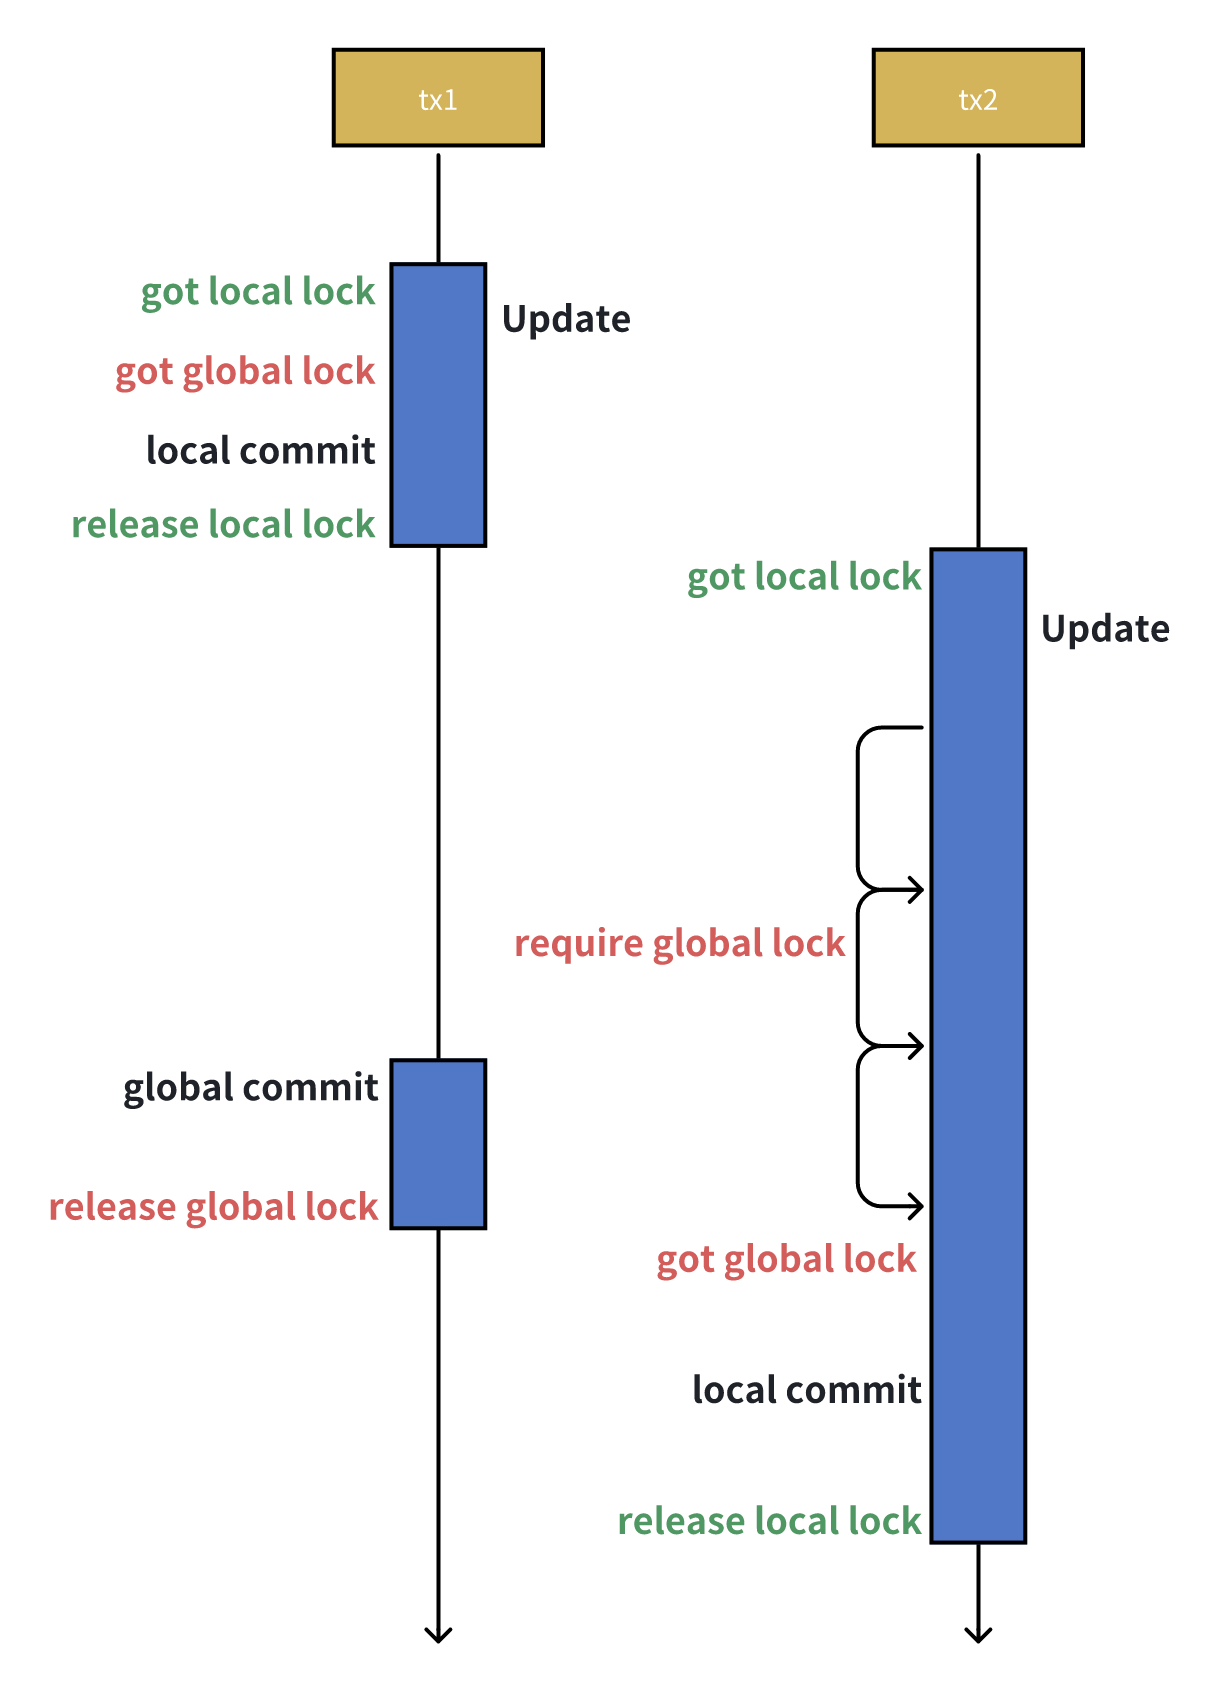 tx1
tx2
got local lock
Update
got global lock
local commit
release local lock
got local lock
Update
require global lock
global commit
release global lock
got global lock
local commit
release local lock